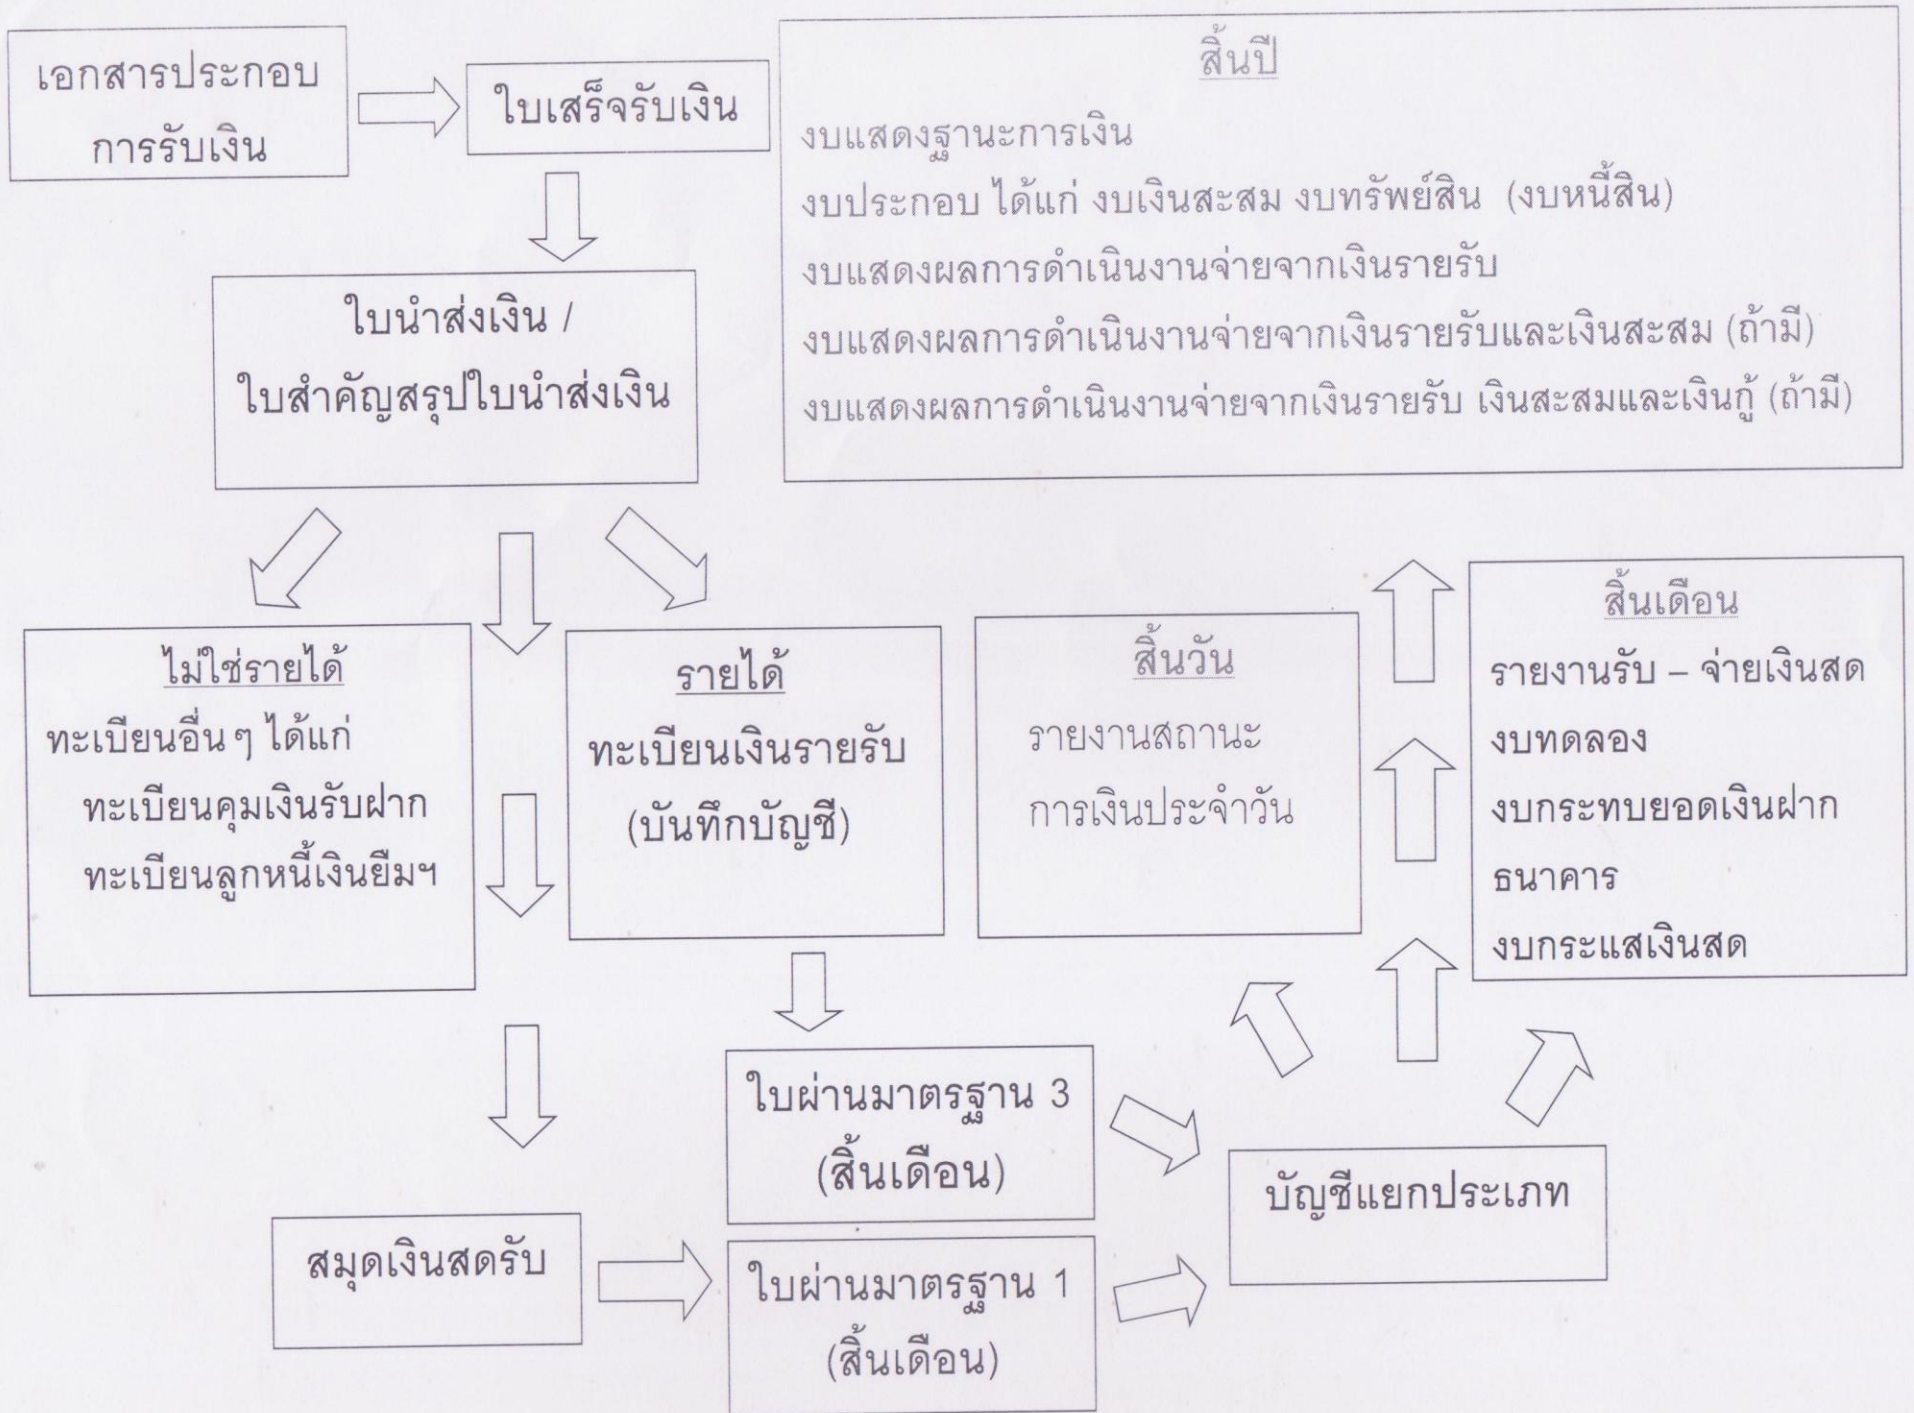 เอกสารประกอบ
การรับเงิน
ใบเสร็จรับเงิน
สิ้นปี
งบแสดงฐานะการเงิน
งบประกอบ ได้แก่ งบเงินสะสม งบทรัพย์สิน (งบหนี้สิน)
งบแสดงผลการดำเนินงานจ่ายจากเงินรายรับ
งบแสดงผลการดำเนินงานจ่ายจากเงินรายรับและเงินสะสม (ถ้ามี)
งบแสดงผลการดำเนินงานจ่ายจากเงินรายรับ เงินสะสมและเงินกู้ (ถ้ามี)
ใบนำส่งเงิน /
ใบสำคัญสรุปใบนำส่งเงิน
ไม่ใช่รายได้
ทะเบียนอื่นๆ ได้แก่
ทะเบียนคุมเงินรับฝาก
ทะเบียนลูกหนี้เงินยืมฯ
รายได้
ทะเบียนเงินรายรับ
(บันทึกบัญชี)
สิ้นวัน
รายงานสถานะ
การเงินประจำวัน
สิ้นเดือน
รายงานรับ – จ่ายเงินสด
งบทดลอง
งบกระทบยอดเงินฝาก
ธนาคาร
งบกระแสเงินสด
ใบผ่านมาตรฐาน 3
(สิ้นเดือน)
บัญชีแยกประเภท
สมุดเงินสดรับ
ใบผ่านมาตรฐาน 1
(สิ้นเดือน)